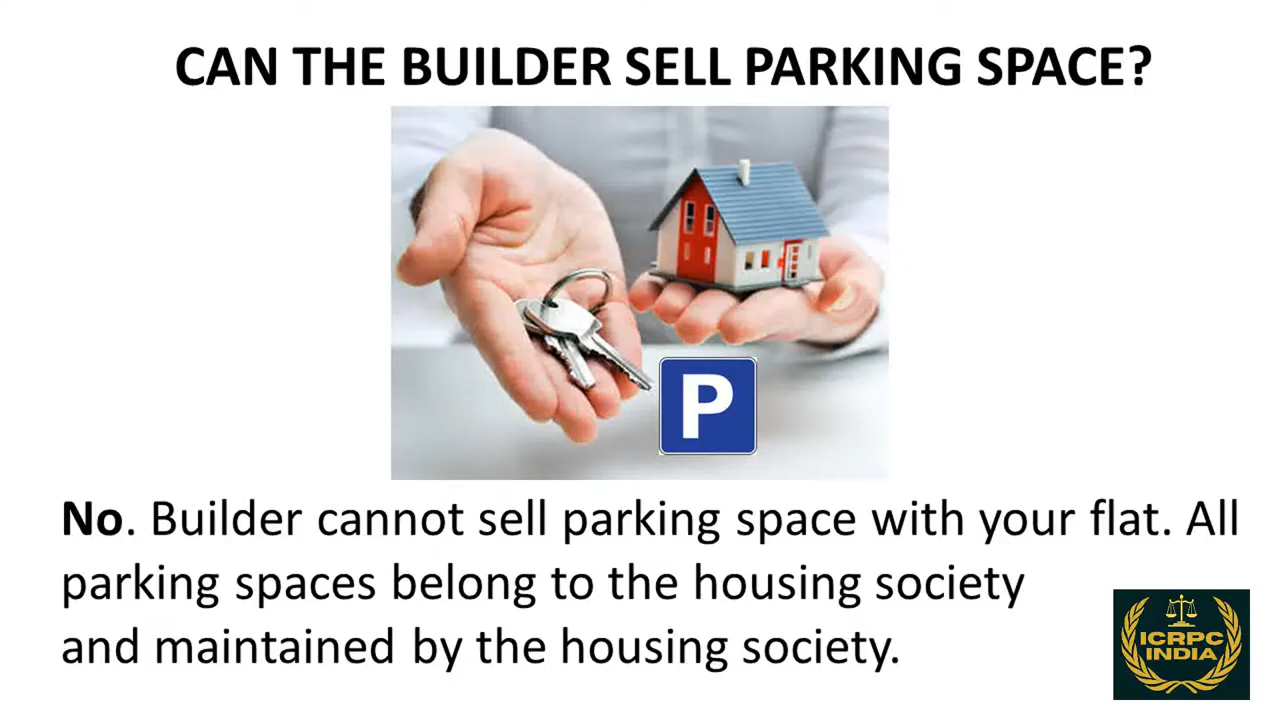 CAN THE BUILDER SELL PARKING SPACE?
P
No. Builder cannot sell parking space with your flat. All
parking spaces belong to the housing society
and maintained by the housing society.
ICRPC
INDIA